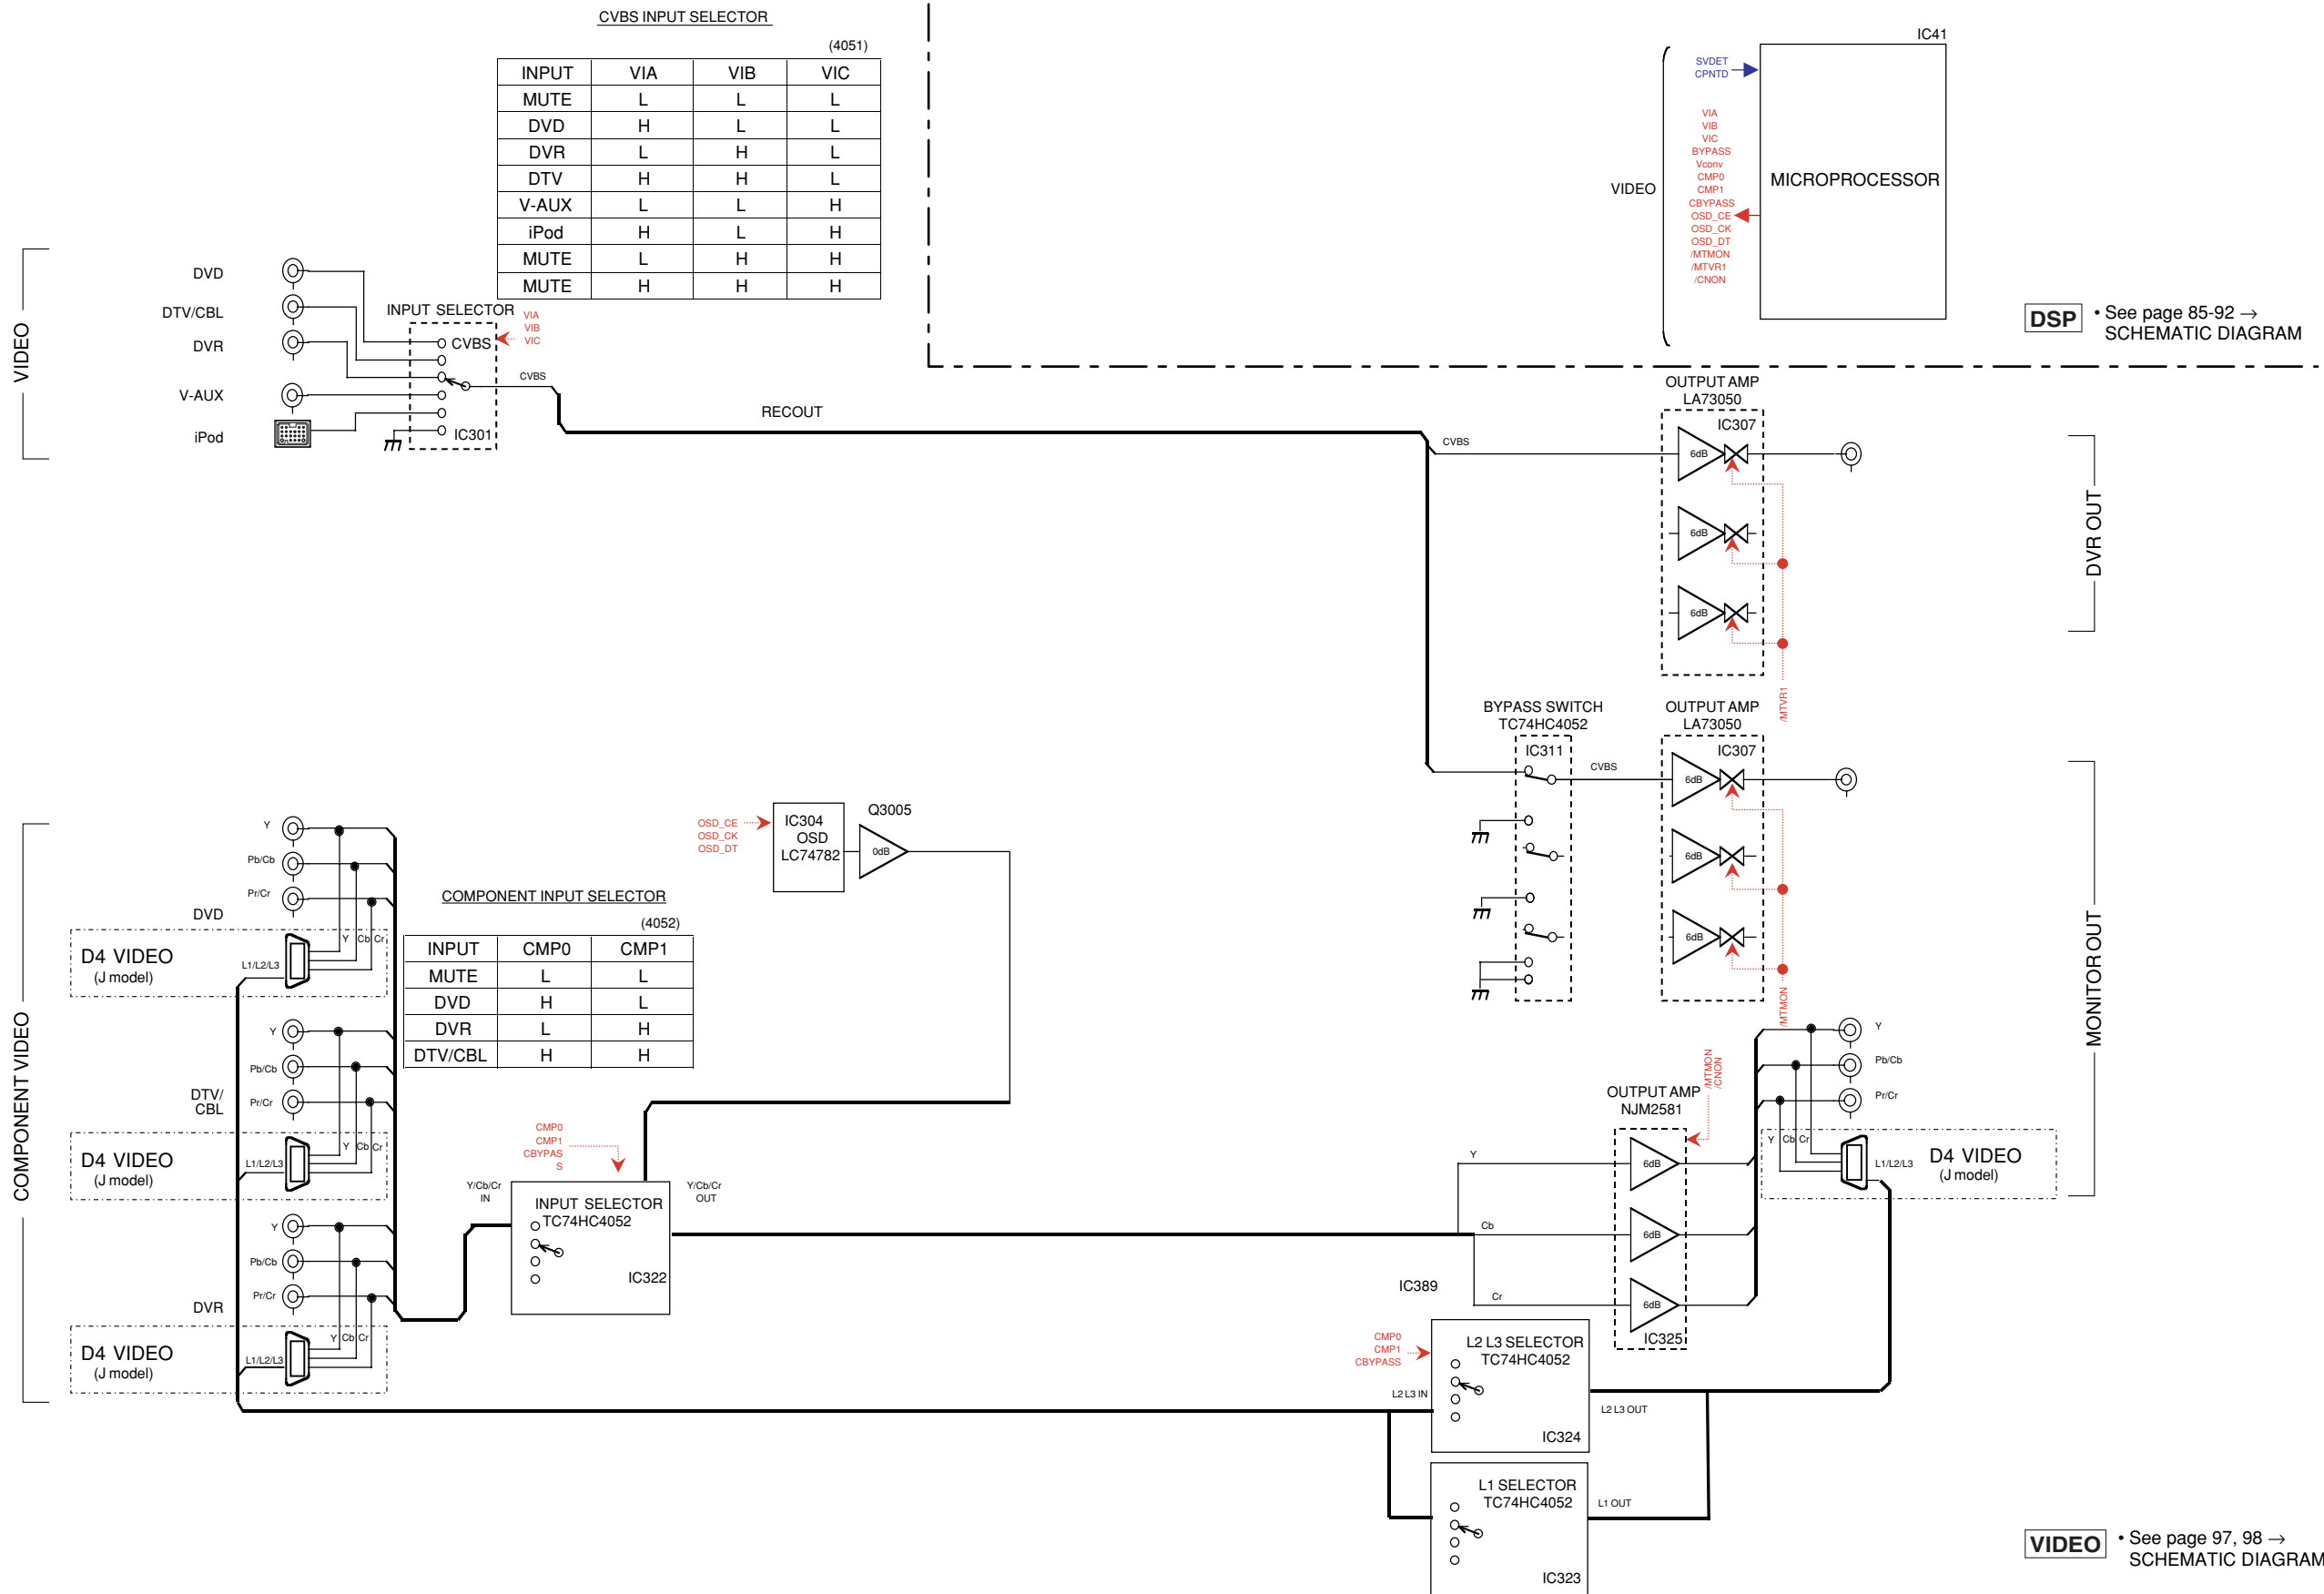 CVBS INPUT SELECTOR
(4051)
INPUT VIA VIB VIC
MUTE L L L
DVD H L L
DVR L H L
DTV H H L
V-AUX L L H
iPod H L H
MUTE L H H
MUTE H H H
IC41
VIDEO
SVDET
CPNTD
VIA
VIB
VIC
BYPASS
Vconv
CMP0
CMP1
CBYPASS
OSD_CE
OSD_CK
OSD_DT
/MTMON
/MTVR1
/CNON
MICROPROCESSOR
DSP • See page 85-92 →
SCHEMATIC DIAGRAM
VIDEO
DVD
DTV/CBL
DVR
V-AUX
iPod
INPUT SELECTOR
VIA
VIB
VIC
CVBS
IC301
CVBS
RECOUT
CVBS
OUTPUT AMP
LA73050
IC307
6dB
6dB
6dB
/MTVR1
DVR OUT
BYPASS SWITCH
TC74HC4052
IC311
CVBS
OUTPUT AMP
LA73050
IC307
6dB
6dB
6dB
/MTMON
MONITOR OUT
OSD_CE
OSD_CK
OSD_DT
IC304
OSD
LC74782
Q3005
0dB
COMPONENT VIDEO
Y
Pb/Cb
Pr/Cr
DVD
D4 VIDEO
(J model)
L1/L2/L3
Y Cb Cr
Y
Pb/Cb
DTV/
CBL
Pr/Cr
D4 VIDEO
(J model)
L1/L2/L3
Y Cb Cr
Y
Pb/Cb
Pr/Cr
DVR
D4 VIDEO
(J model)
L1/L2/L3
Y Cb Cr
COMPONENT INPUT SELECTOR
(4052)
INPUT CMP0 CMP1
MUTE L L
DVD H L
DVR L H
DTV/CBL H H
CMP0
CMP1
CBYPAS
S
Y/Cb/Cr
IN
INPUT SELECTOR
TC74HC4052
IC322
Y/Cb/Cr
OUT
Y
Cb
Cr
IC389
/MTMON
/CNON
OUTPUT AMP
NJM2581
6dB
6dB
6dB
IC325
Y
Pb/Cb
Pr/Cr
Y Cb Cr
L1/L2/L3
D4 VIDEO
(J model)
CMP0
CMP1
CBYPASS
L2 L3 IN
L2 L3 SELECTOR
TC74HC4052
IC324
L2 L3 OUT
L1 SELECTOR
TC74HC4052
IC323
L1 OUT
VIDEO • See page 97, 98 →
SCHEMATIC DIAGRAM